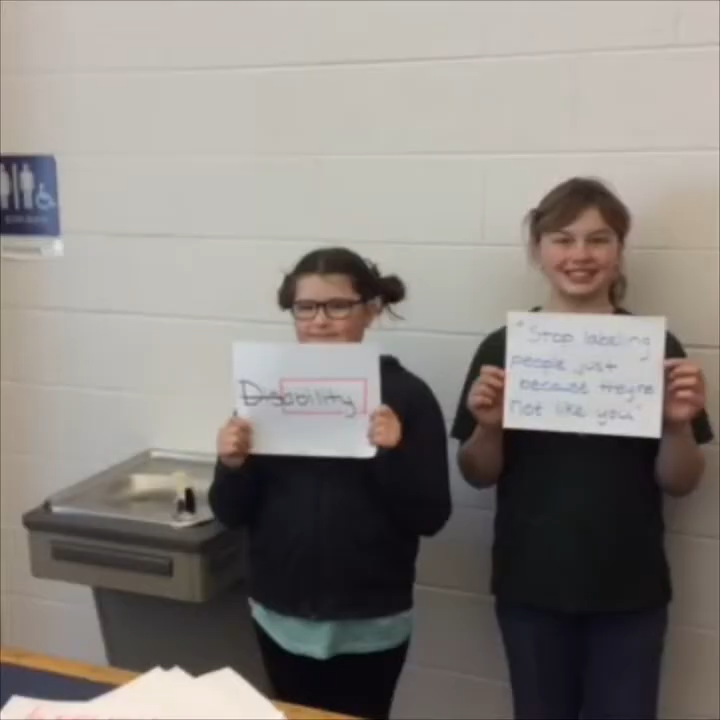 Disability
"Stop labeling
people just
because they're
not like you"